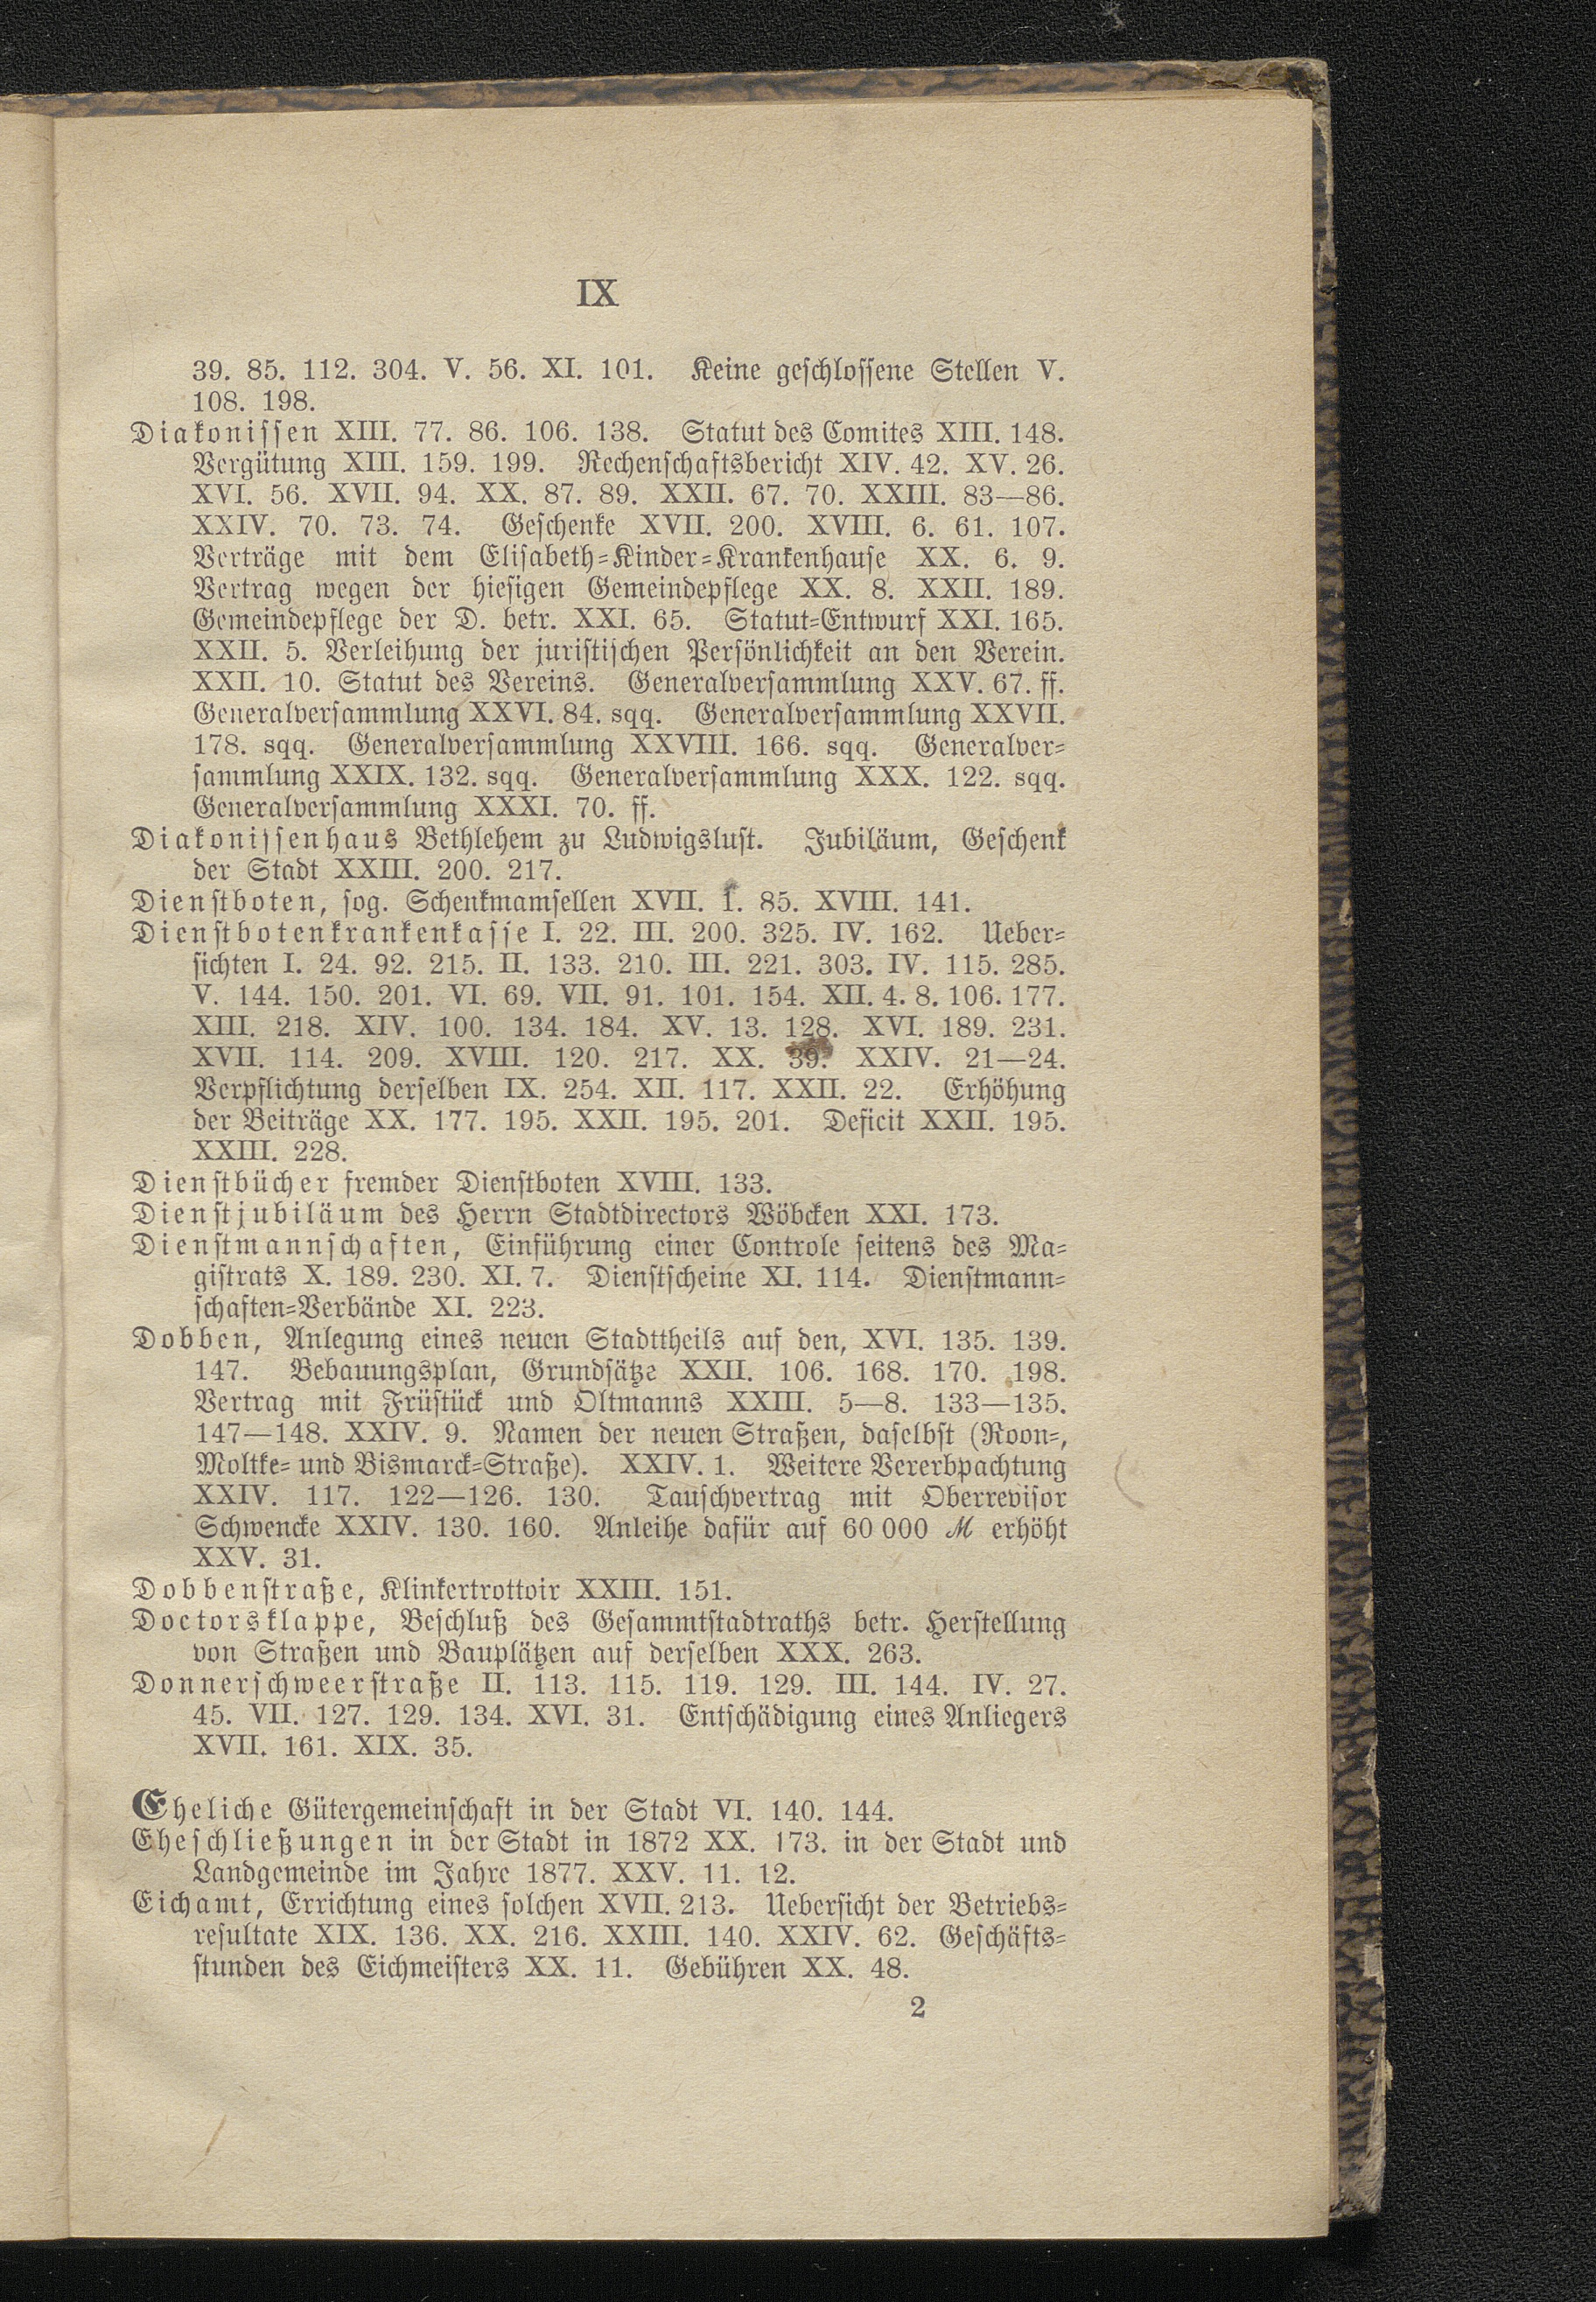 IX
39. 85. 112. 304. V. 56. XI. 101. Keine geschlossene Stellen V.
108. 198.
Diakonissen XIII. 77. 86. 106. 138. Statut des Comites XIII. 148.
Vergütung XIII. 159. 199. Rechenschaftsbericht XIV. 42. XV. 26.
XVI. 56. XVII. 94. XX. 87. 89. XXII. 67. 70. XXIII. 83—86.
XXIV. 70. 73. 74. Geschenke XVII. 200. XVIII. 6. 61. 107.
Verträge mit dem Elisabeth-Kinder-Krankenhause XX. 6. 9.
Vertrag wegen der hiesigen Gemeindepflege XX. 8. XXII. 189.
Gemeindepflege der D. betr. XXI. 65. Statut-Entwurf XXI. 165.
XXII. 5. Verleihung der juristischen Persönlichkeit an den Verein.
XXII. 10. Statut des Vereins. Generalversammlung XXV. 67. ff.
Generalversammlung XXVI. 84. sqq. Generalversammlung XXVII.
178. sqq. Generalversammlung XXVIII. 166. sqq. Generalver-
sammlung XXIX. 132. sqq. Generalversammlung XXX. 122. sqq.
Generalversammlung XXXI. 70. ff.
Diakonissenhaus Bethlehem zu Ludwigslust. Jubiläum, Geschenk
der Stadt XXIII. 200. 217.
Dienstboten, sog. Schenkmamsellen XVII. 1. 85. XVIII. 141.
Dienstbotenkrankenkasse I. 22. III. 200. 325. IV. 162. Ueber-
sichten I. 24. 92. 215. II. 133. 210. III. 221. 303. IV. 115. 285.
V. 144. 150. 201. VI. 69. VII. 91. 101. 154. XII. 4. 8. 106. 177.
XIII. 218. XIV. 100. 134. 184. XV. 13. 128. XVI. 189. 231.
XVII. 114. 209. XVIII. 120. 217. XX. 39. XXIV. 21—24.
Verpflichtung derselben IX. 254. XII. 117. XXII. 22. Erhöhung
der Beiträge XX. 177. 195. XXII. 195. 201. Deficit XXII. 195.
XXIII. 228.
Dienstbücher fremder Dienstboten XVIII. 133.
Dienstjubiläum des Herrn Stadtdirectors Wöbcken XXI. 173.
Dienstmannschaften, Einführung einer Controle seitens des Ma-
gistrats X. 189. 230. XI. 7. Dienstscheine XI. 114. Dienstmann-
schaften-Verbände XI. 223.
Dobben, Anlegung eines neuen Stadttheils auf den, XVI. 135. 139.
147. Bebauungsplan, Grundsätze XXII. 106. 168. 170. 198.
Vertrag mit Früstück und Oltmanns XXIII. 5—8. 133—135.
147—148. XXIV. 9. Namen der neuen Straßen, daselbst (Roon-,
Moltke- und Bismarck-Straße). XXIV. 1. Weitere Vererbpachtung
XXIV. 117. 122—126. 130. Tauschvertrag mit Oberrevisor
Schwencke XXIV. 130. 160. Anleihe dafür auf 60 000 M erhöht
XXV. 31.
Dobbenstraße, Klinkertrottoir XXIII. 151.
Doctorsklappe, Beschluß des Gesammtstadtraths betr. Herstellung
von Straßen und Bauplätzen auf derselben XXX. 263.
Donnerschweerstraße II. 113. 115. 119. 129. III. 144. IV. 27.
45. VII. 127. 129. 134. XVI. 31. Entschädigung eines Anliegers
XVII. 161. XIX. 35.
Eheliche Gütergemeinschaft in der Stadt VI. 140. 144.
Eheschließungen in der Stadt in 1872 XX. 173. in der Stadt und
Landgemeinde im Jahre 1877. XXV. 11. 12.
Eichamt, Errichtung eines solchen XVII. 213. Uebersicht der Betriebs-
resultate XIX. 136. XX. 216. XXIII. 140. XXIV. 62. Geschäfts-
stunden des Eichmeisters XX. 11. Gebühren XX. 48.
2